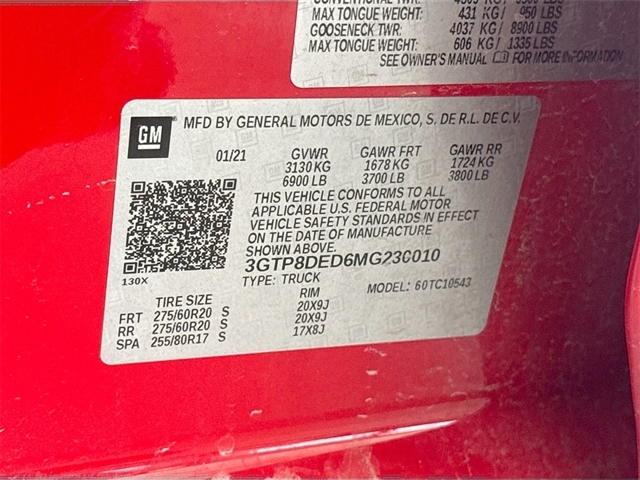 MAX TONGUE WEIGHT: 431 KG / 950 LBS
GOOSENECK TWR: 4037 KG / 8900 LBS
MAX TONGUE WEIGHT: 606 KG / 1335 LBS
SEE OWNER'S MANUAL FOR MORE INFORMATION
GM
MFD BY GENERAL MOTORS DE MEXICO, S. DE R.L. DE C.V.
01/21 GVWR GAWR FRT GAWR RR
3130 KG 1678 KG 1724 KG
6900 LB 3700 LB 3800 LB
THIS VEHICLE CONFORMS TO ALL
APPLICABLE U.S. FEDERAL MOTOR
VEHICLE SAFETY STANDARDS IN EFFECT
ON THE DATE OF MANUFACTURE
SHOWN ABOVE.
3GTP8DED6MG230010
TYPE: TRUCK MODEL: 60TC10543
130X
TIRE SIZE RIM
FRT 275/60R20 S 20X9J
RR 275/60R20 S 20X9J
SPA 255/80R17 S 17X8J